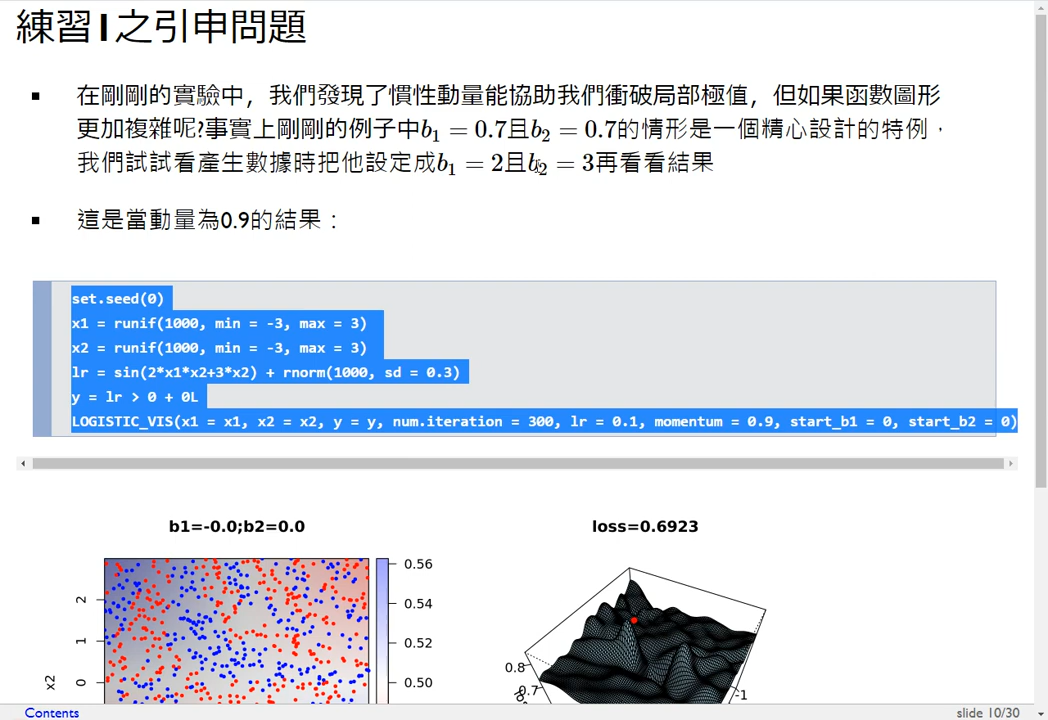 練習1之引申問題
▪ 在剛剛的實驗中，我們發現了慣性動量能協助我們衝破局部極值，但如果函數圖形
更加複雜呢?事實上剛剛的例子中b₁ = 0.7且b₂ = 0.7的情形是一個精心設計的特例，
我們試試看產生數據時把他設定成b₁ = 2且b₂ = 3再看看結果
▪ 這是當動量為0.9的結果：
set.seed(0)
x1 = runif(1000, min = -3, max = 3)
x2 = runif(1000, min = -3, max = 3)
lr = sin(2*x1*x2+3*x2) + rnorm(1000, sd = 0.3)
y = lr > 0 + 0L
LOGISTIC_VIS(x1 = x1, x2 = x2, y = y, num.iteration = 300, lr = 0.1, momentum = 0.9, start_b1 = 0, start_b2 = 0)
b1=-0.0;b2=0.0
loss=0.6923
0.56
0.54
0.52
0.50
2
1
0
x2
0.8
0.7
-1
Contents
slide 10/30